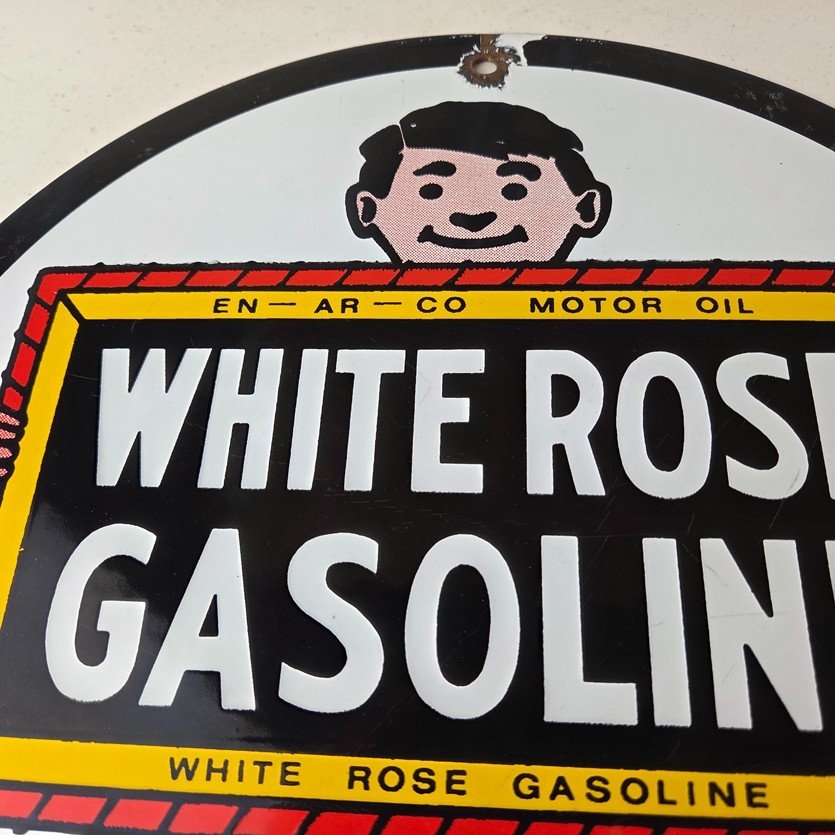 EN-AR-CO MOTOR OIL
WHITE ROS
GASOLIN
WHITE ROSE GASOLINE